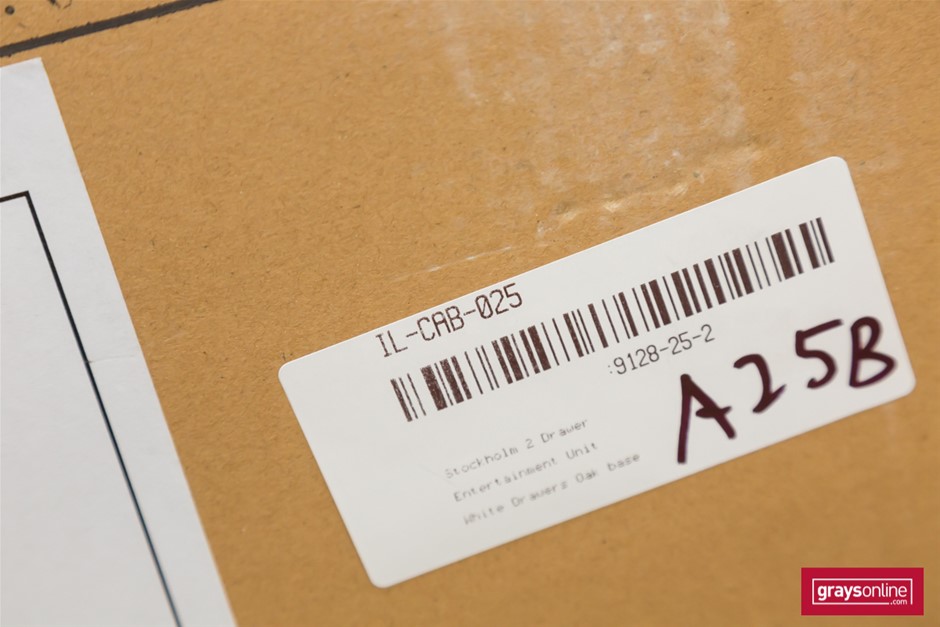 IL-CAB-025
:9128-25-2
A25B
Stockholm 2 Drawer
Entertainment Unit
White Drawers Oak base
graysonline
.com